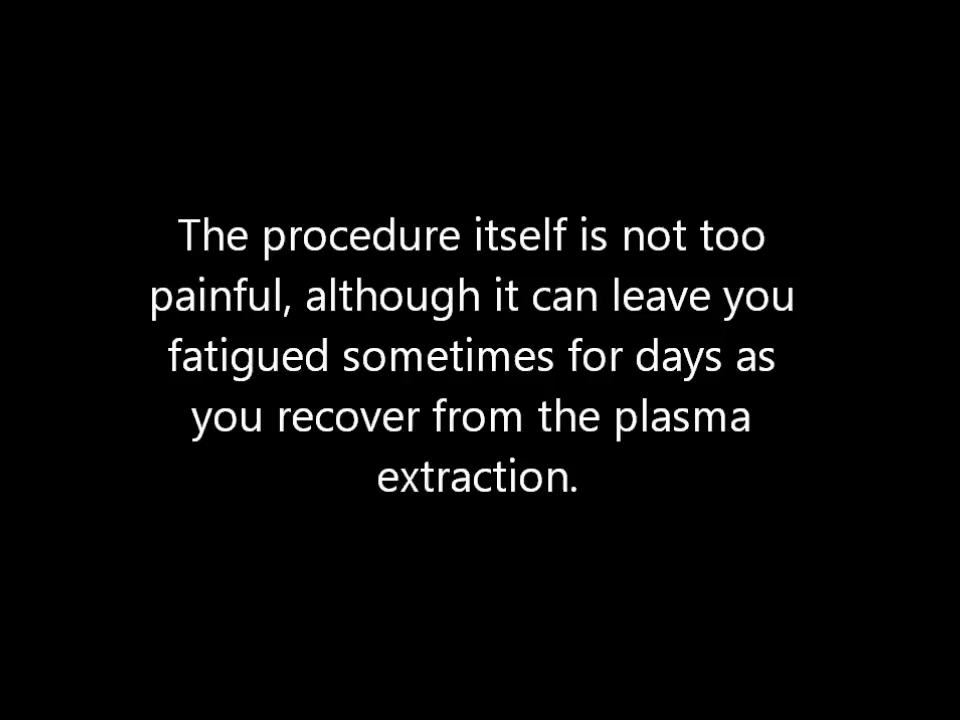 The procedure itself is not too
painful, although it can leave you
fatigued sometimes for days as
you recover from the plasma
extraction.